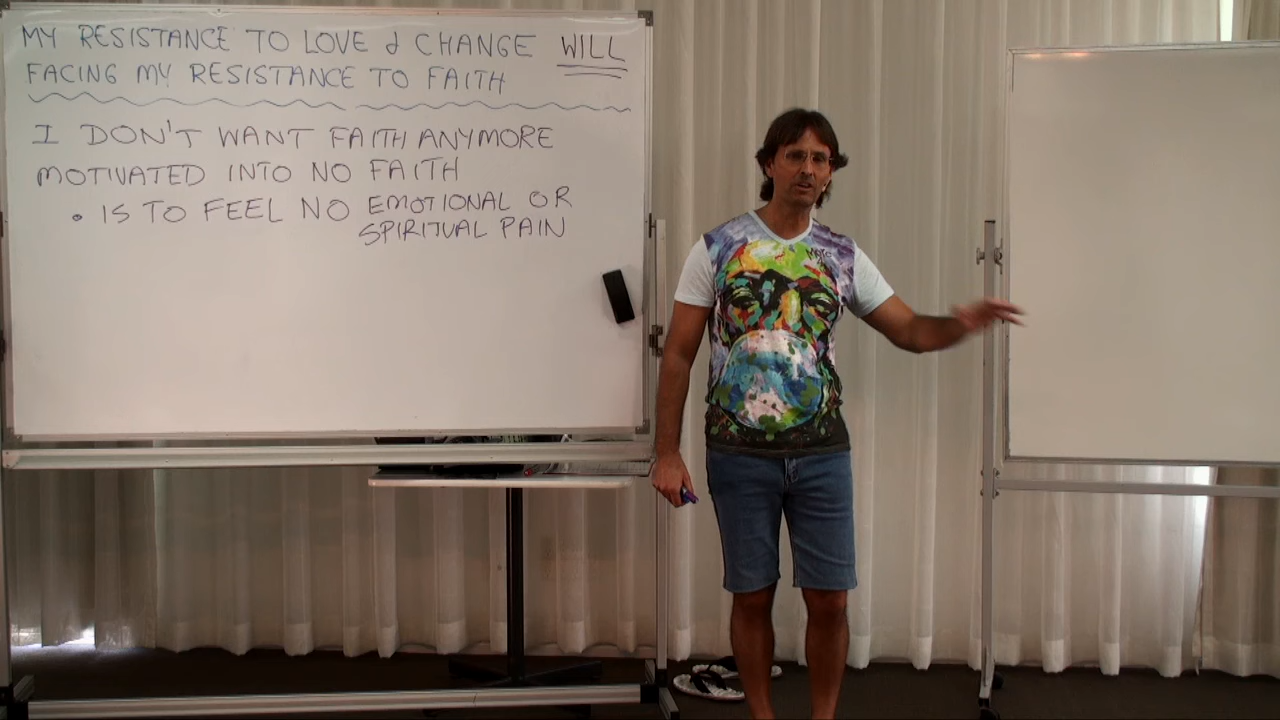 MY RESISTANCE TO LOVE & CHANGE WILL
FACING MY RESISTANCE TO FAITH
I DON'T WANT FAITH ANYMORE
MOTIVATED INTO NO FAITH
• IS TO FEEL NO EMOTIONAL OR
SPIRITUAL PAIN